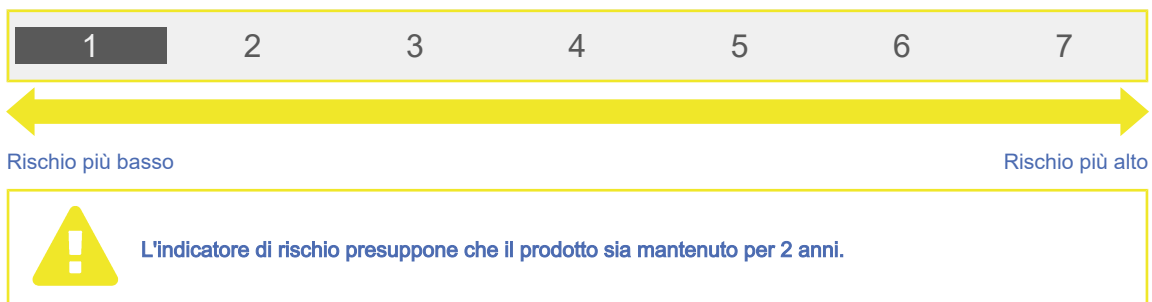 1 2 3 4 5 6 7
Rischio più basso Rischio più alto
L'indicatore di rischio presuppone che il prodotto sia mantenuto per 2 anni.